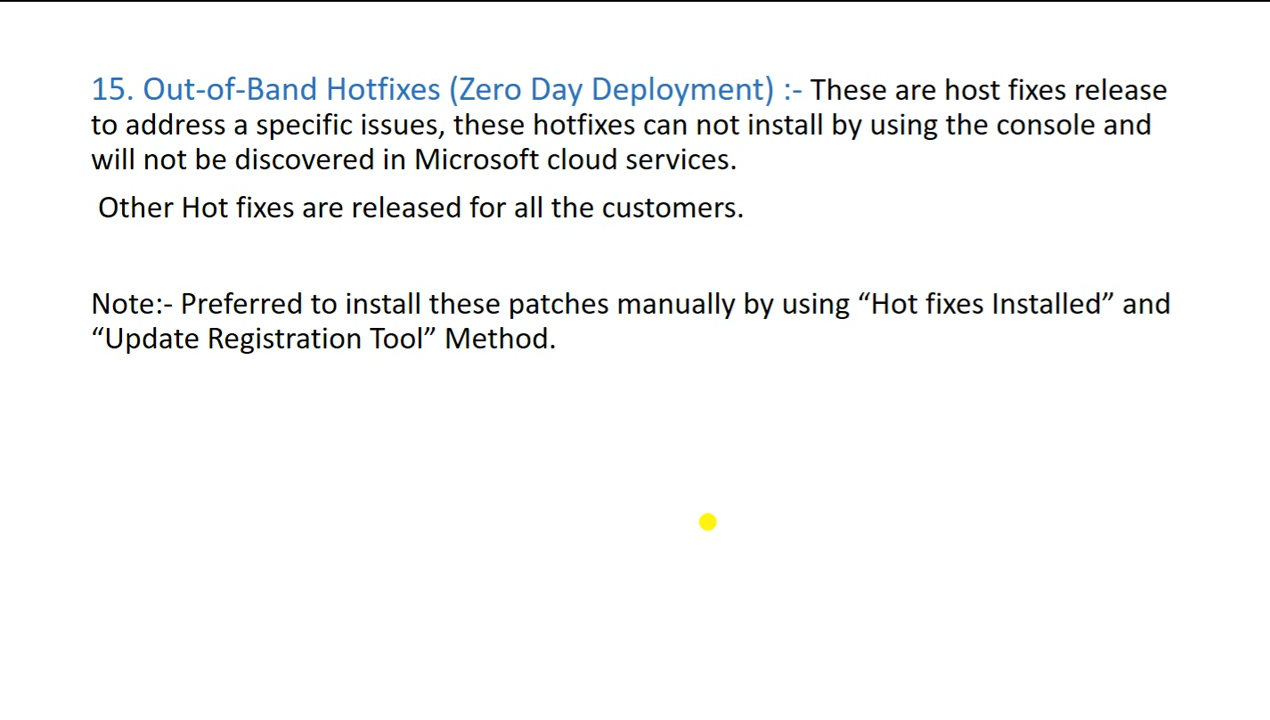 15. Out-of-Band Hotfixes (Zero Day Deployment) :- These are host fixes release
to address a specific issues, these hotfixes can not install by using the console and
will not be discovered in Microsoft cloud services.
Other Hot fixes are released for all the customers.
Note:- Preferred to install these patches manually by using “Hot fixes Installed” and
“Update Registration Tool” Method.